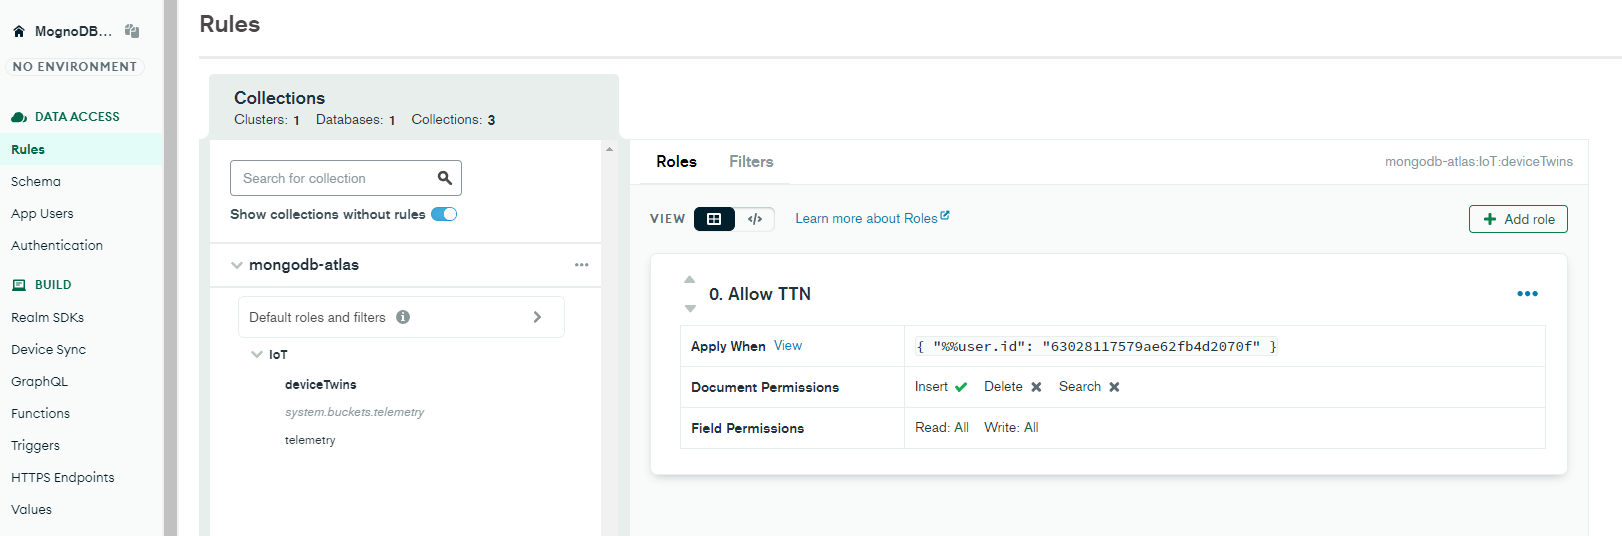 MognoDB...
NO ENVIRONMENT
DATA ACCESS
Rules
Schema
App Users
Authentication
BUILD
Realm SDKs
Device Sync
GraphQL
Functions
Triggers
HTTPS Endpoints
Values
Rules
Collections
Clusters: 1 Databases: 1 Collections: 3
Search for collection
Show collections without rules
mongodb-atlas
Default roles and filters
IoT
deviceTwins
system.buckets.telemetry
telemetry
Roles Filters
mongodb-atlas:IoT:deviceTwins
VIEW </> Learn more about Roles
+ Add role
0. Allow TTN
Apply When View { "%%user.id": "63028117579ae62fb4d2070f" }
Document Permissions Insert Delete Search
Field Permissions Read: All Write: All